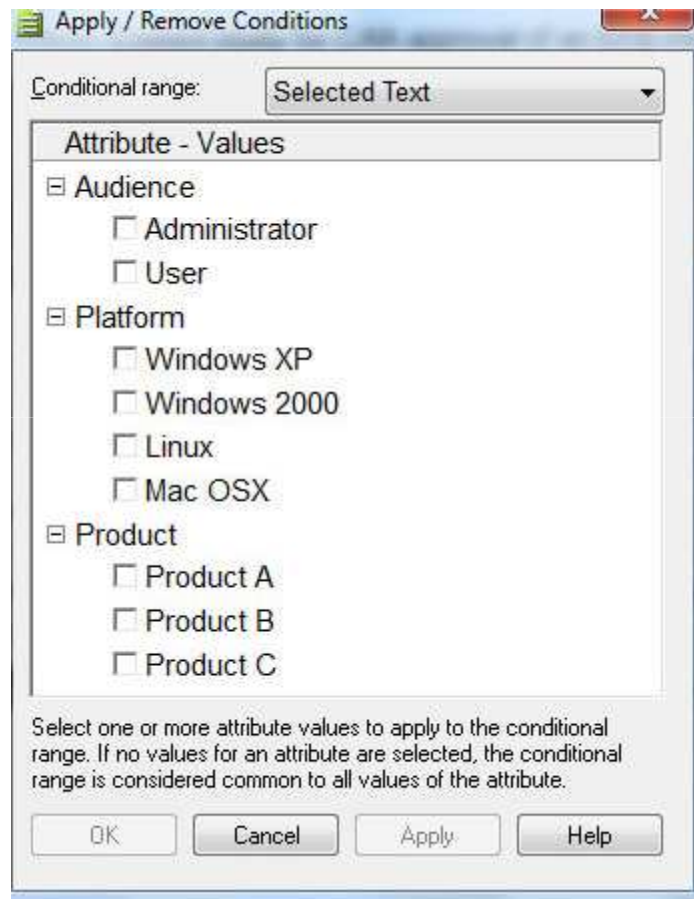 Apply / Remove Conditions
Conditional range: Selected Text
Attribute - Values
Audience
Administrator
User
Platform
Windows XP
Windows 2000
Linux
Mac OSX
Product
Product A
Product B
Product C
Select one or more attribute values to apply to the conditional
range. If no values for an attribute are selected, the conditional
range is considered common to all values of the attribute.
OK Cancel Apply Help